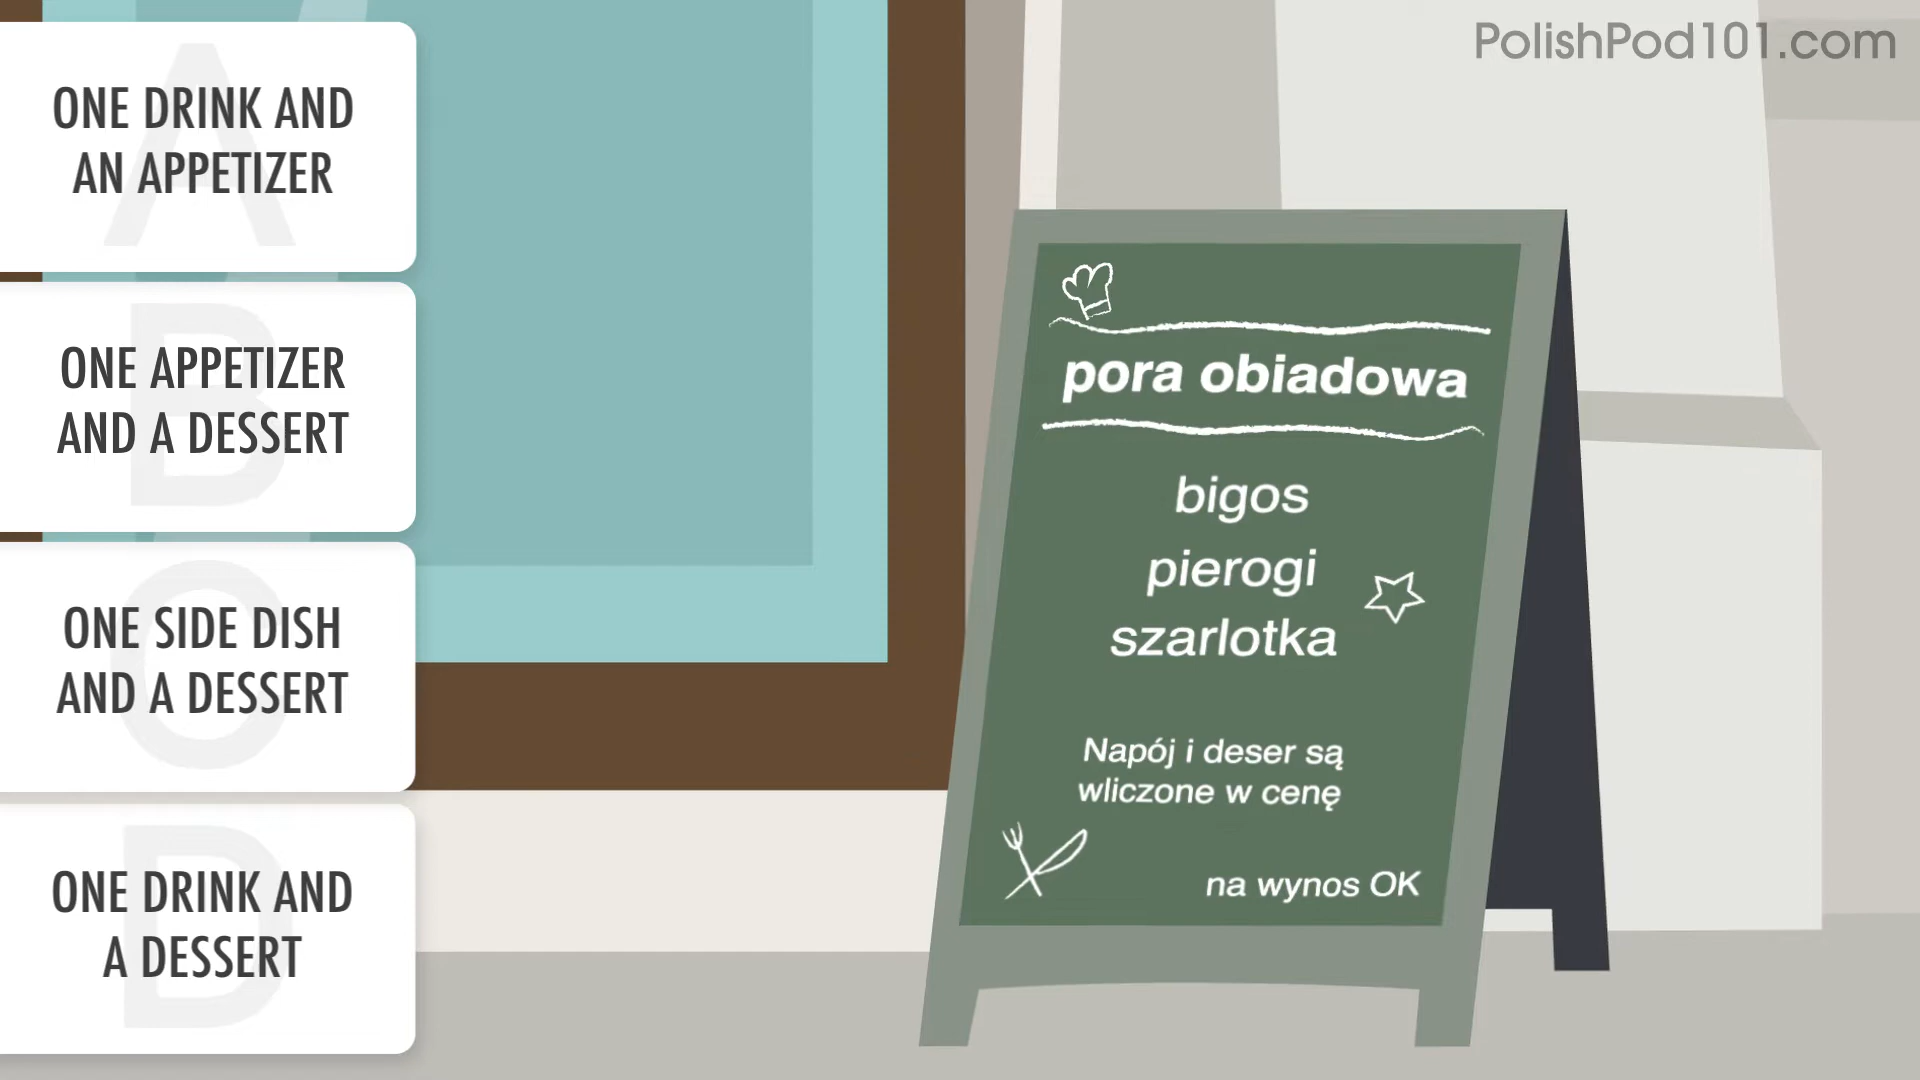 PolishPod101.com
A
ONE DRINK AND
AN APPETIZER
B
ONE APPETIZER
AND A DESSERT
C
ONE SIDE DISH
AND A DESSERT
D
ONE DRINK AND
A DESSERT
pora obiadowa
bigos
pierogi
szarlotka
Napój i deser są
wliczone w cenę
na wynos OK